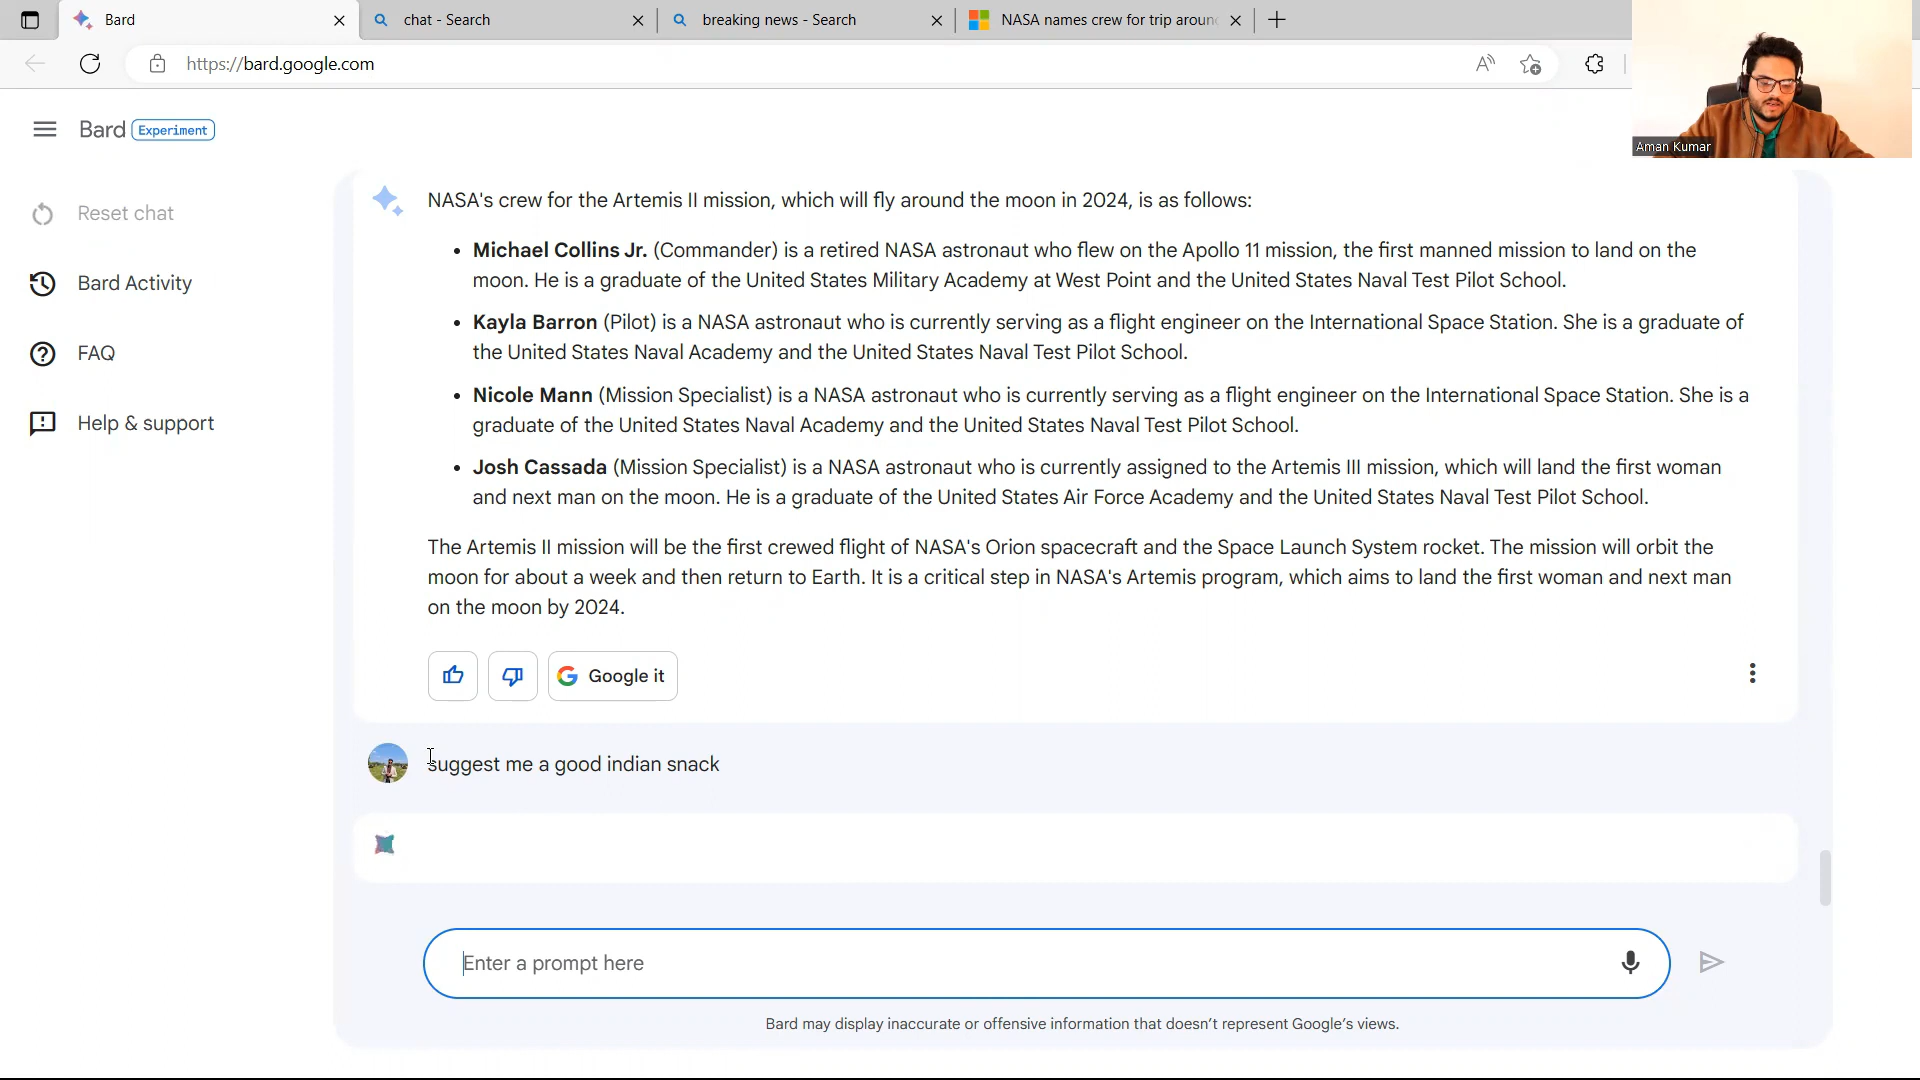 Bard
chat - Search
breaking news - Search
NASA names crew for trip aroun
https://bard.google.com
Aman Kumar
Bard Experiment
Reset chat
Bard Activity
FAQ
Help & support
NASA's crew for the Artemis II mission, which will fly around the moon in 2024, is as follows:
• Michael Collins Jr. (Commander) is a retired NASA astronaut who flew on the Apollo 11 mission, the first manned mission to land on the
moon. He is a graduate of the United States Military Academy at West Point and the United States Naval Test Pilot School.
• Kayla Barron (Pilot) is a NASA astronaut who is currently serving as a flight engineer on the International Space Station. She is a graduate of
the United States Naval Academy and the United States Naval Test Pilot School.
• Nicole Mann (Mission Specialist) is a NASA astronaut who is currently serving as a flight engineer on the International Space Station. She is a
graduate of the United States Naval Academy and the United States Naval Test Pilot School.
• Josh Cassada (Mission Specialist) is a NASA astronaut who is currently assigned to the Artemis III mission, which will land the first woman
and next man on the moon. He is a graduate of the United States Air Force Academy and the United States Naval Test Pilot School.
The Artemis II mission will be the first crewed flight of NASA's Orion spacecraft and the Space Launch System rocket. The mission will orbit the
moon for about a week and then return to Earth. It is a critical step in NASA's Artemis program, which aims to land the first woman and next man
on the moon by 2024.
Google it
suggest me a good indian snack
Enter a prompt here
Bard may display inaccurate or offensive information that doesn't represent Google's views.